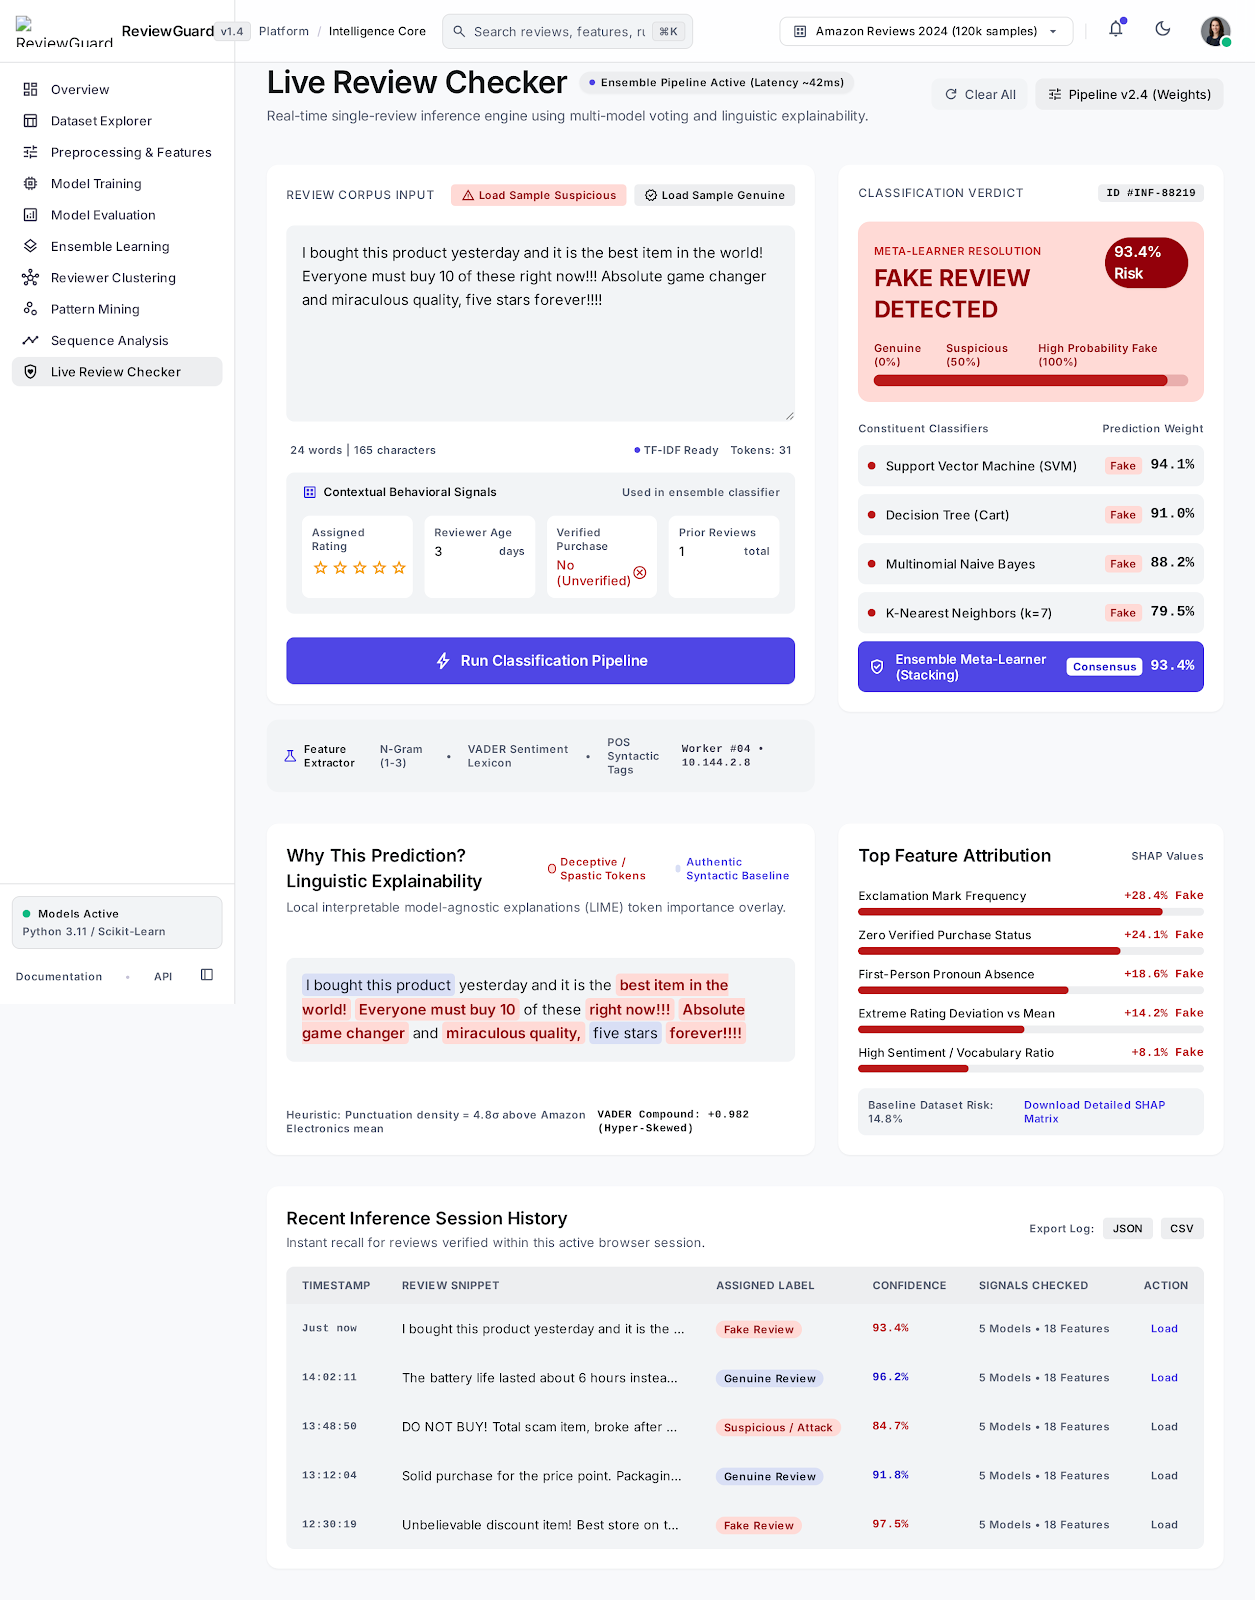 ReviewGuard
ReviewGuard v1.4
Platform / Intelligence Core
Search reviews, features, ru ⌘K
Amazon Reviews 2024 (120k samples)
Overview
Dataset Explorer
Preprocessing & Features
Model Training
Model Evaluation
Ensemble Learning
Reviewer Clustering
Pattern Mining
Sequence Analysis
Live Review Checker
Models Active
Python 3.11 / Scikit-Learn
Documentation • API
Live Review Checker
Ensemble Pipeline Active (Latency ~42ms)
Real-time single-review inference engine using multi-model voting and linguistic explainability.
Clear All
Pipeline v2.4 (Weights)
REVIEW CORPUS INPUT
Load Sample Suspicious
Load Sample Genuine
I bought this product yesterday and it is the best item in the world!
Everyone must buy 10 of these right now!!! Absolute game changer
and miraculous quality, five stars forever!!!!
24 words | 165 characters
TF-IDF Ready Tokens: 31
Contextual Behavioral Signals
Used in ensemble classifier
Assigned
Rating
Reviewer Age
3 days
Verified
Purchase
No
(Unverified)
Prior Reviews
1 total
Run Classification Pipeline
Feature
Extractor
N-Gram
(1-3)
•
VADER Sentiment
Lexicon
•
POS
Syntactic
Tags
Worker #04 •
10.144.2.8
CLASSIFICATION VERDICT
ID #INF-88219
META-LEARNER RESOLUTION
FAKE REVIEW
DETECTED
93.4%
Risk
Genuine
(0%)
Suspicious
(50%)
High Probability Fake
(100%)
Constituent Classifiers
Prediction Weight
Support Vector Machine (SVM) Fake 94.1%
Decision Tree (Cart) Fake 91.0%
Multinomial Naive Bayes Fake 88.2%
K-Nearest Neighbors (k=7) Fake 79.5%
Ensemble Meta-Learner
(Stacking)
Consensus 93.4%
Why This Prediction?
Linguistic Explainability
Deceptive /
Spastic Tokens
Authentic
Syntactic Baseline
Local interpretable model-agnostic explanations (LIME) token importance overlay.
I bought this product yesterday and it is the best item in the
world! Everyone must buy 10 of these right now!!! Absolute
game changer and miraculous quality, five stars forever!!!!
Heuristic: Punctuation density = 4.8σ above Amazon
Electronics mean
VADER Compound: +0.982
(Hyper-Skewed)
Top Feature Attribution
SHAP Values
Exclamation Mark Frequency +28.4% Fake
Zero Verified Purchase Status +24.1% Fake
First-Person Pronoun Absence +18.6% Fake
Extreme Rating Deviation vs Mean +14.2% Fake
High Sentiment / Vocabulary Ratio +8.1% Fake
Baseline Dataset Risk:
14.8%
Download Detailed SHAP
Matrix
Recent Inference Session History
Instant recall for reviews verified within this active browser session.
Export Log: JSON CSV
TIMESTAMP REVIEW SNIPPET ASSIGNED LABEL CONFIDENCE SIGNALS CHECKED ACTION
Just now I bought this product yesterday and it is the ... Fake Review 93.4% 5 Models • 18 Features Load
14:02:11 The battery life lasted about 6 hours instea... Genuine Review 96.2% 5 Models • 18 Features Load
13:48:50 DO NOT BUY! Total scam item, broke after ... Suspicious / Attack 84.7% 5 Models • 18 Features Load
13:12:04 Solid purchase for the price point. Packagin... Genuine Review 91.8% 5 Models • 18 Features Load
12:30:19 Unbelievable discount item! Best store on t... Fake Review 97.5% 5 Models • 18 Features Load